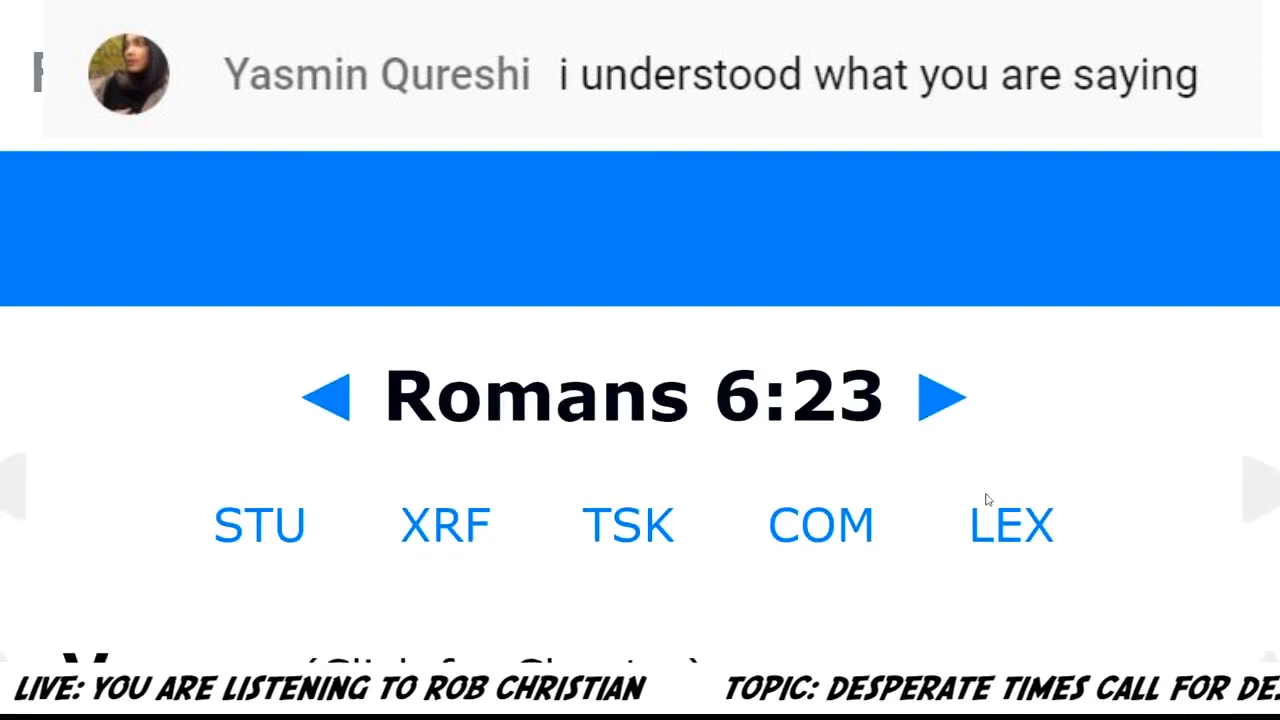 Yasmin Qureshi i understood what you are saying
Romans 6:23
STU XRF TSK COM LEX
LIVE: YOU ARE LISTENING TO ROB CHRISTIAN TOPIC: DESPERATE TIMES CALL FOR